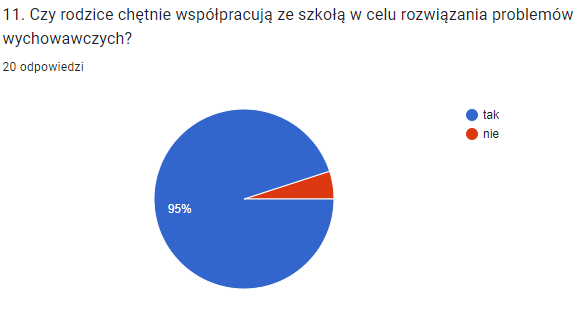 11. Czy rodzice chętnie współpracują ze szkołą w celu rozwiązania problemów
wychowawczych?
20 odpowiedzi
tak
nie
95%